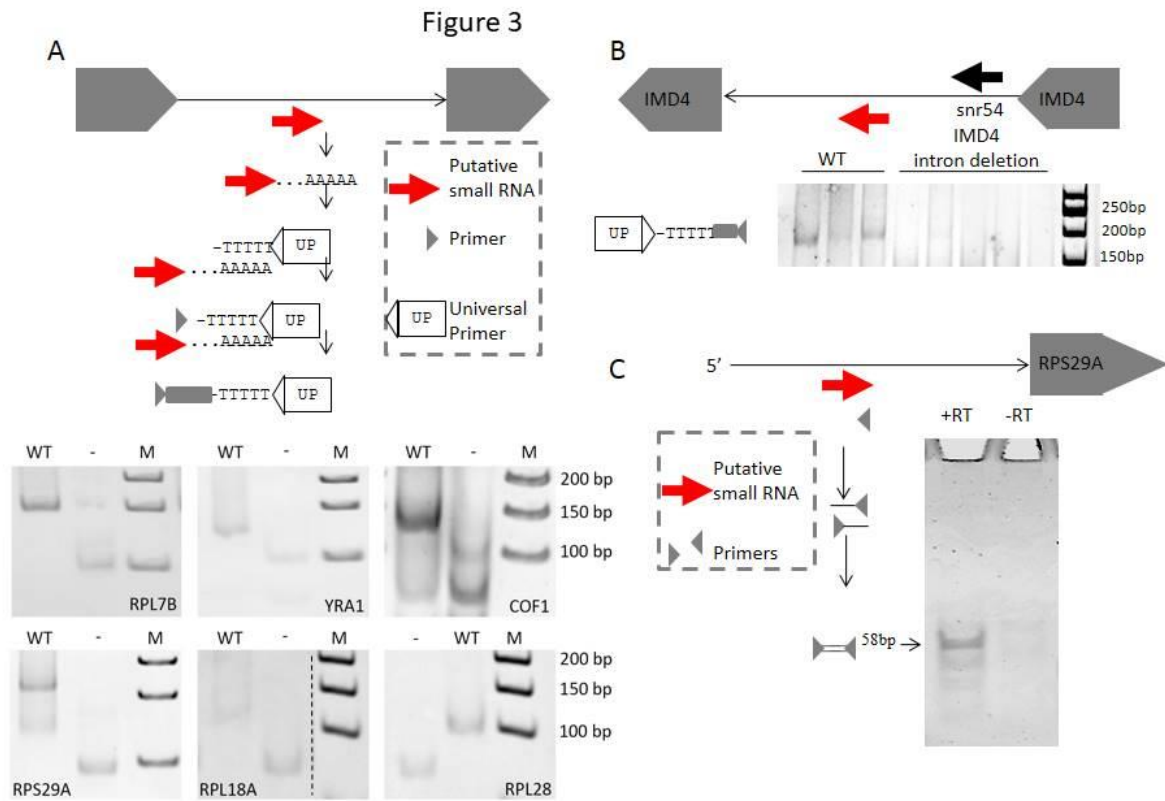 Figure 3
A
...AAAAA
-TTTTT UP
...AAAAA
-TTTTT UP
...AAAAA
-TTTTT UP
Putative
small RNA
Primer
UP Universal
Primer
WT - M
RPL7B
WT - M
YRA1
WT - M
COF1
200 bp
150 bp
100 bp
WT - M
RPS29A
WT - M
RPL18A
- WT M
RPL28
200 bp
150 bp
100 bp
B
IMD4
IMD4
snr54
IMD4
WT intron deletion
UP -TTTTT
250bp
200bp
150bp
C
5’
RPS29A
+RT -RT
Putative
small RNA
Primers
58bp